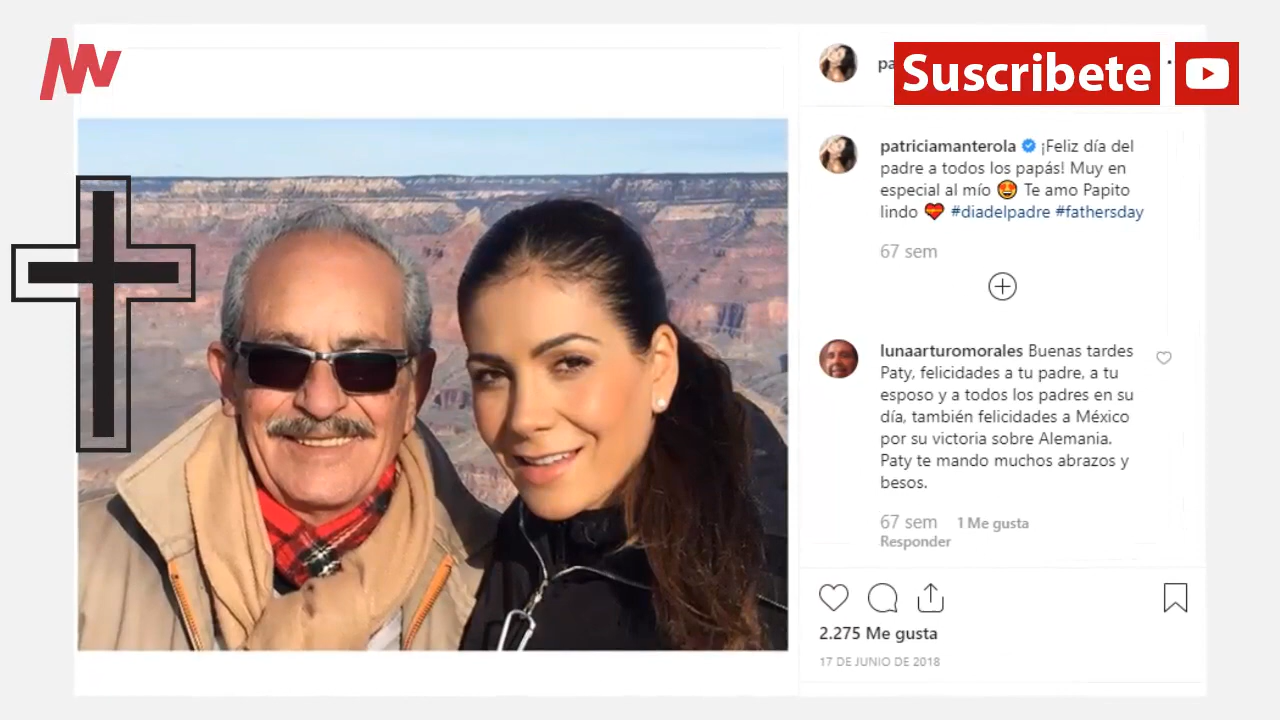 Suscribete
pa
patriciamanterola ¡Feliz día del
padre a todos los papás! Muy en
especial al mío 🤩 Te amo Papito
lindo 💝 #diadelpadre #fathersday
67 sem
lunaarturomorales Buenas tardes
Paty, felicidades a tu padre, a tu
esposo y a todos los padres en su
día, también felicidades a México
por su victoria sobre Alemania.
Paty te mando muchos abrazos y
besos.
67 sem 1 Me gusta
Responder
2.275 Me gusta
17 DE JUNIO DE 2018